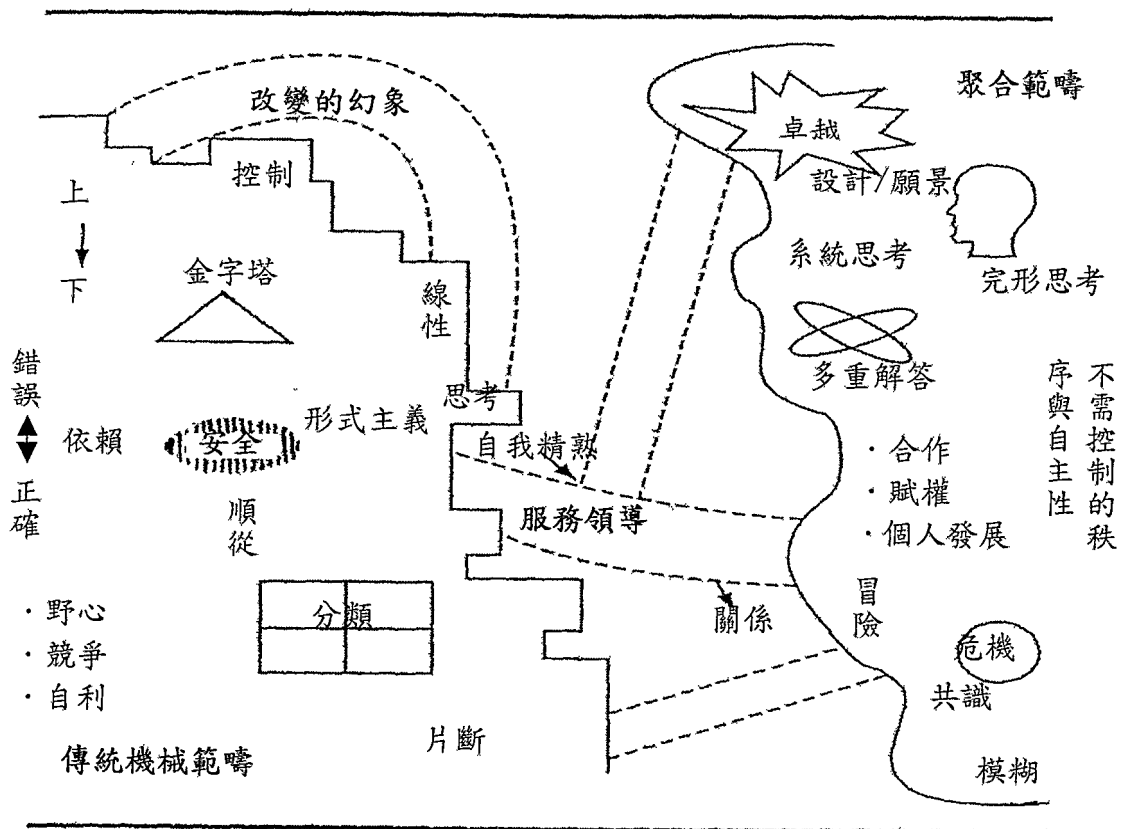 改變的幻象
聚合範疇
卓越
控制
設計/願景
上
下
系統思考
金字塔
完形思考
線性
多重解答
思考
錯誤
正確
依賴
安全
形式主義
自我精熟
不需控制的秩
序與自主性
・合作
・賦權
・個人發展
順從
服務領導
・野心
・競爭
・自利
分類
關係
冒險
危機
共識
片斷
傳統機械範疇
模糊